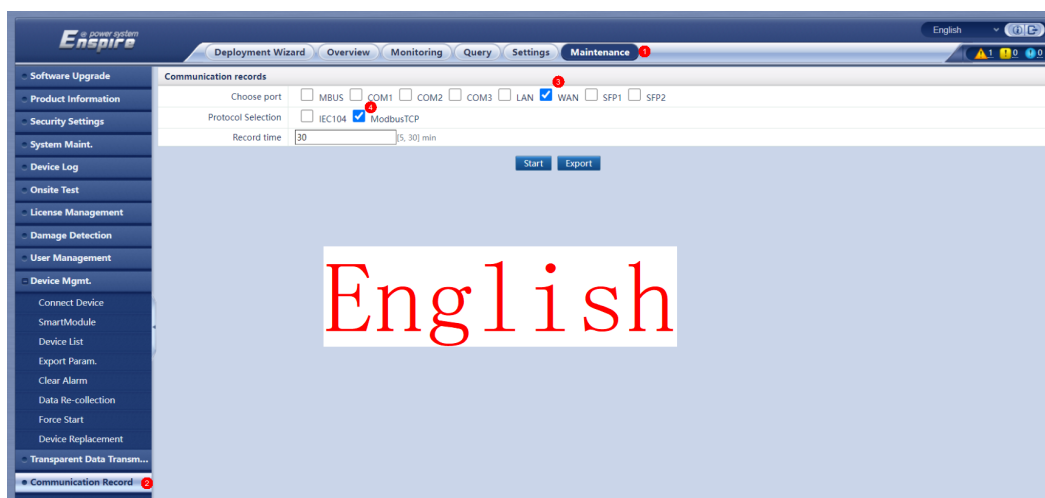 e power system
Enspire
English
Deployment Wizard Overview Monitoring Query Settings Maintenance 1
1 0 0
Software Upgrade
Product Information
Security Settings
System Maint.
Device Log
Onsite Test
License Management
Damage Detection
User Management
Device Mgmt.
Connect Device
SmartModule
Device List
Export Param.
Clear Alarm
Data Re-collection
Force Start
Device Replacement
Transparent Data Transm...
Communication Record 2
Communication records
3
Choose port MBUS COM1 COM2 COM3 LAN WAN SFP1 SFP2
4
Protocol Selection IEC104 ModbusTCP
Record time 30 [5, 30] min
Start Export
English